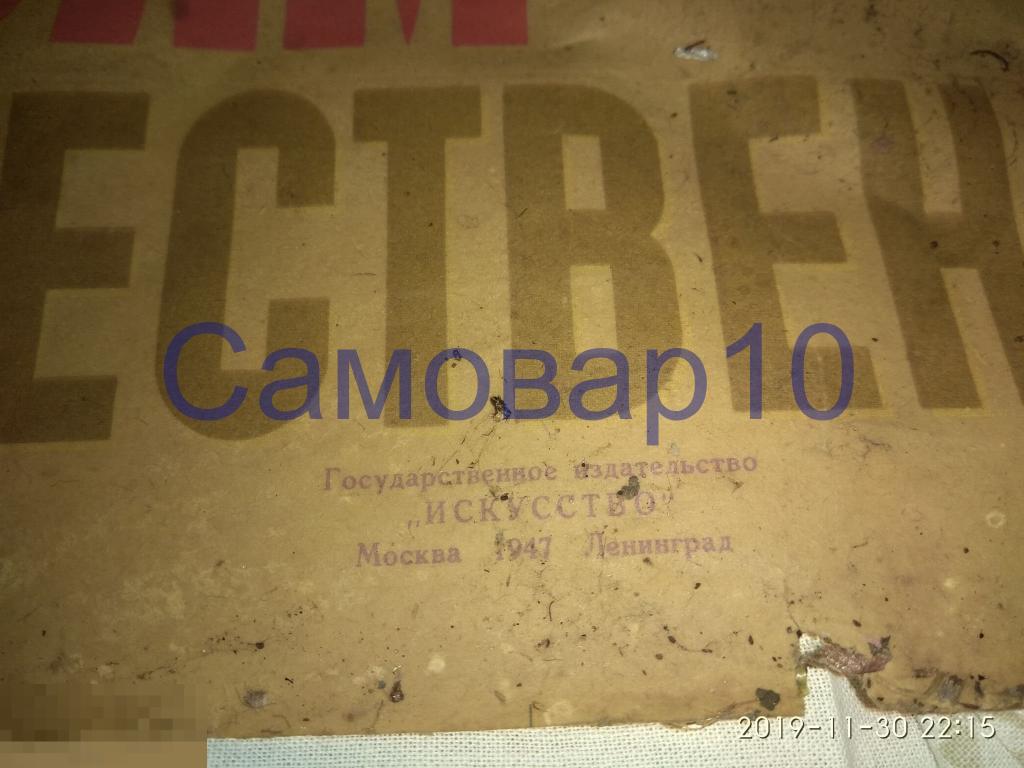 ЕСТВЕН
Самовар10
Государственное издательство
„ИСКУССТВО"
Москва 1947 Ленинград
2019-11-30 22:15